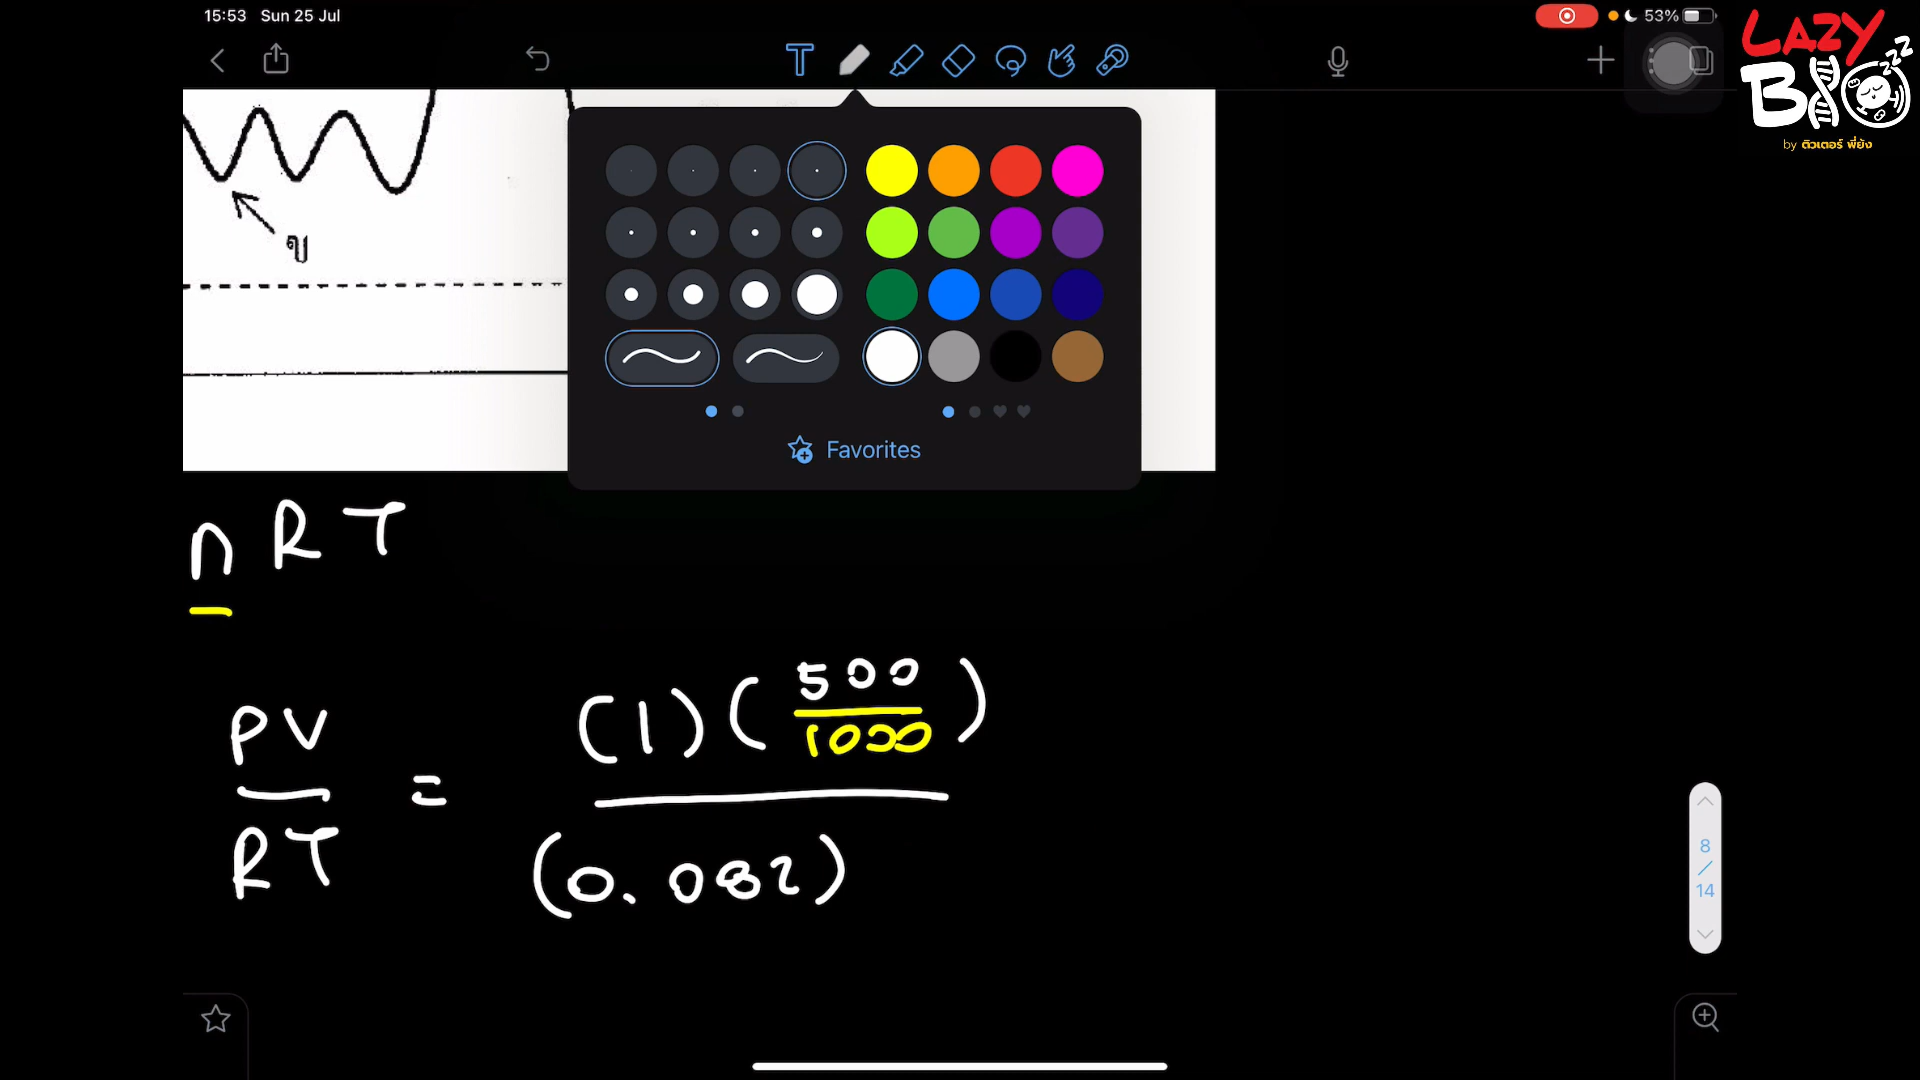 15:53 Sun 25 Jul
53%
LAZY
BIO
zzz
by ติวเตอร์ พี่ยัง
T
ข
Favorites
n R T
PV
RT
=
(1)(500/1000)
(0.082)
8
/
14